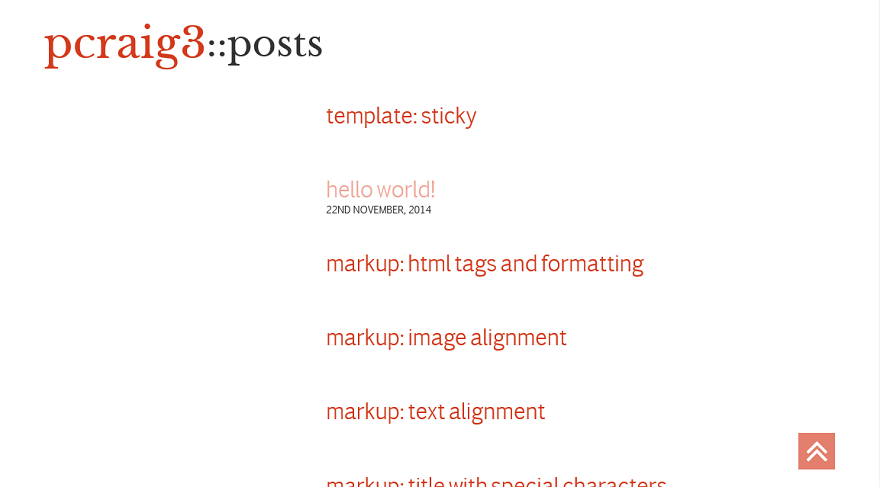 pcraig3::posts
template: sticky
hello world!
22ND NOVEMBER, 2014
markup: html tags and formatting
markup: image alignment
markup: text alignment
markup: title with special characters